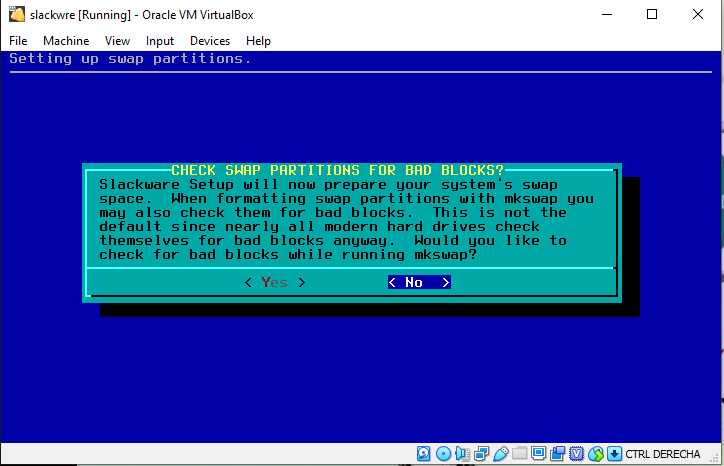 slackwre [Running] - Oracle VM VirtualBox
File Machine View Input Devices Help
Setting up swap partitions.
CHECK SWAP PARTITIONS FOR BAD BLOCKS?
Slackware Setup will now prepare your system's swap
space.  When formatting swap partitions with mkswap you
may also check them for bad blocks.  This is not the
default since nearly all modern hard drives check
themselves for bad blocks anyway.  Would you like to
check for bad blocks while running mkswap?
< Yes > < No >
CTRL DERECHA